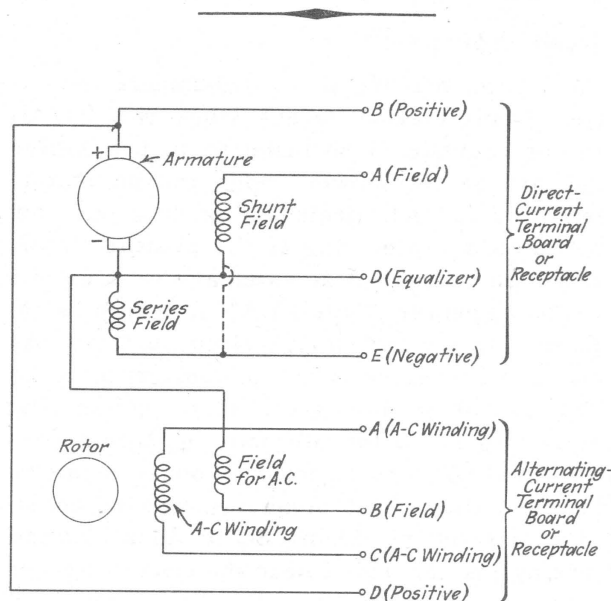 B (Positive)
+
Armature
A (Field)
Shunt
Field
Direct-
Current
Terminal
Board
or
Receptacle
-
D (Equalizer)
Series
Field
E (Negative)
A (A-C Winding)
Rotor
Field
for A.C.
Alternating-
Current
Terminal
Board
or
Receptacle
B (Field)
A-C Winding
C (A-C Winding)
D (Positive)